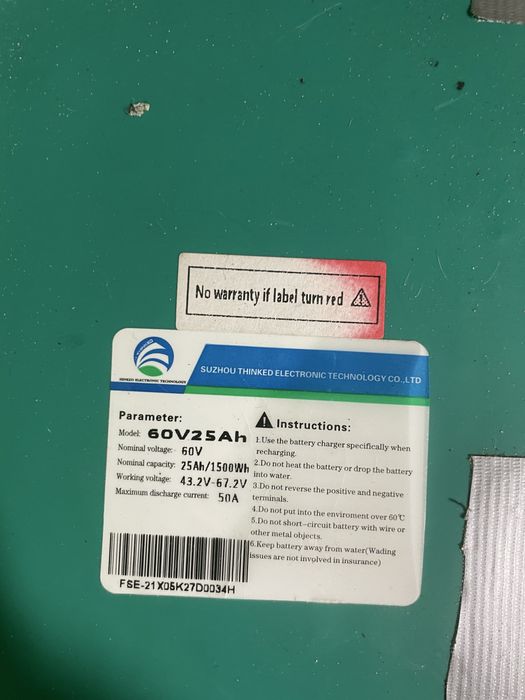 No warranty if label turn red
THINKED ELECTRONIC TECHNOLOGY
SUZHOU THINKED ELECTRONIC TECHNOLOGY CO.,LTD
Parameter:
Model: 60V25Ah
Nominal voltage: 60V
Nominal capacity: 25Ah/1500Wh
Working voltage: 43.2V-67.2V
Maximum discharge current: 50A
FSE-21X05K27D0034H
Instructions:
1.Use the battery charger specifically when
recharging.
2.Do not heat the battery or drop the battery
into water.
3.Do not reverse the positive and negative
terminals.
4.Do not put into the enviroment over 60℃
5.Do not short-circuit battery with wire or
other metal objects.
6.Keep battery away from water(Wading
issues are not involved in insurance)